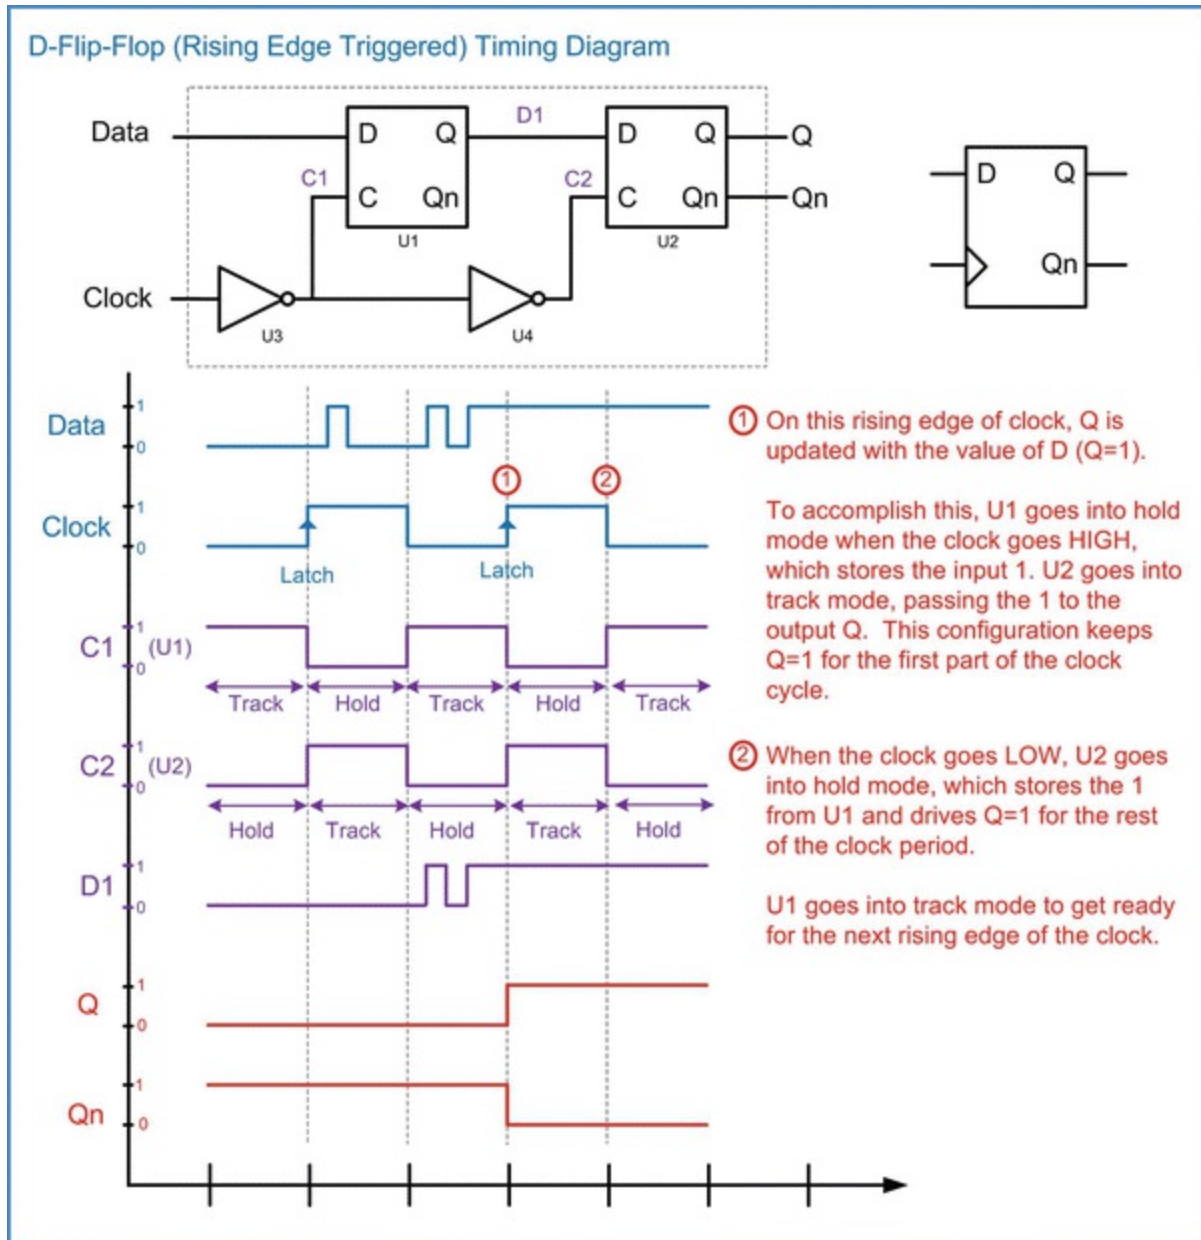 D-Flip-Flop (Rising Edge Triggered) Timing Diagram
Data
D Q
C Qn
U1
C1
D1
C2
D Q
C Qn
U2
Q
Qn
Clock
U3
U4
D Q
Qn
Data
1
0
Clock
1
0
Latch
Latch
1
2
C1 (U1)
1
0
Track Hold Track Hold Track
C2 (U2)
1
0
Hold Track Hold Track Hold
D1
1
0
Q
1
0
Qn
1
0
1 On this rising edge of clock, Q is
updated with the value of D (Q=1).
To accomplish this, U1 goes into hold
mode when the clock goes HIGH,
which stores the input 1. U2 goes into
track mode, passing the 1 to the
output Q. This configuration keeps
Q=1 for the first part of the clock
cycle.
2 When the clock goes LOW, U2 goes
into hold mode, which stores the 1
from U1 and drives Q=1 for the rest
of the clock period.
U1 goes into track mode to get ready
for the next rising edge of the clock.